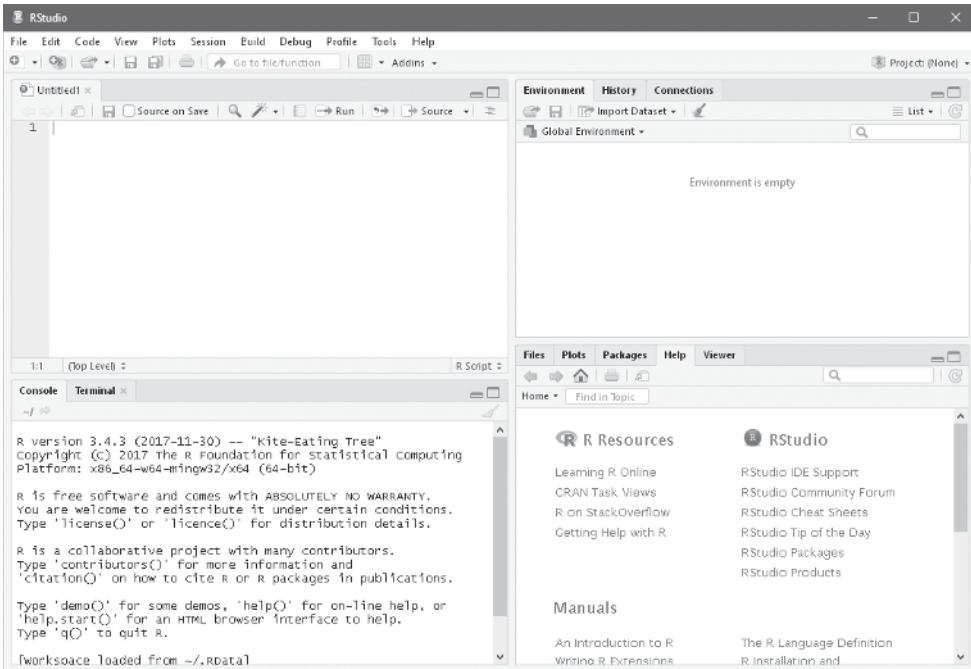 RStudio
File Edit Code View Plots Session Build Debug Profile Tools Help
Go to file/function Addins Project: (None)
Untitled1
Source on Save Run Source
1
1:1 (Top Level) R Script
Console Terminal
~/
R version 3.4.3 (2017-11-30) -- "Kite-Eating Tree"
Copyright (C) 2017 The R Foundation for Statistical Computing
Platform: x86_64-w64-mingw32/x64 (64-bit)
R is free software and comes with ABSOLUTELY NO WARRANTY.
You are welcome to redistribute it under certain conditions.
Type 'license()' or 'licence()' for distribution details.
R is a collaborative project with many contributors.
Type 'contributors()' for more information and
'citation()' on how to cite R or R packages in publications.
Type 'demo()' for some demos, 'help()' for on-line help, or
'help.start()' for an HTML browser interface to help.
Type 'q()' to quit R.
[Workspace loaded from ~/.RData]
Environment History Connections
Import Dataset List
Global Environment
Environment is empty
Files Plots Packages Help Viewer
Home Find in Topic
R Resources
Learning R Online
CRAN Task Views
R on StackOverflow
Getting Help with R
RStudio
RStudio IDE Support
RStudio Community Forum
RStudio Cheat Sheets
RStudio Tip of the Day
RStudio Packages
RStudio Products
Manuals
An Introduction to R The R Language Definition
Writing R Extensions R Installation and